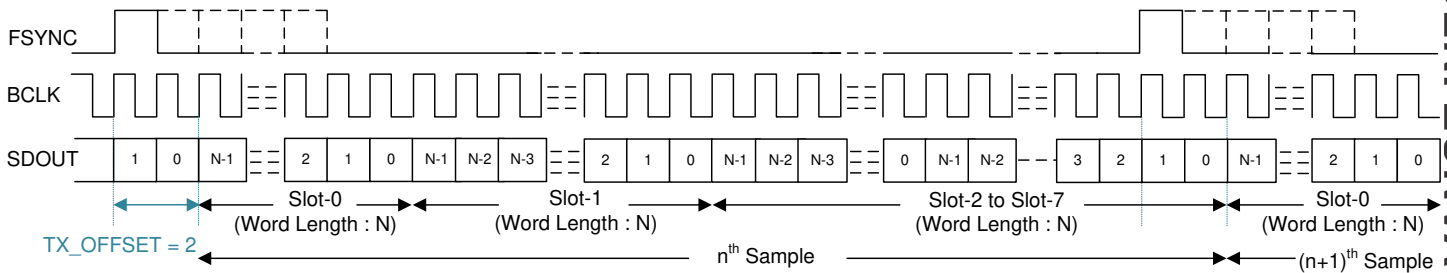 FSYNC
BCLK
SDOUT 1 0 N-1 2 1 0 N-1 N-2 N-3 2 1 0 N-1 N-2 N-3 0 N-1 N-2 3 2 1 0 N-1 2 1 0
Slot-0 Slot-1 Slot-2 to Slot-7 Slot-0
(Word Length : N) (Word Length : N) (Word Length : N) (Word Length : N)
TX_OFFSET = 2 nth Sample (n+1)th Sample